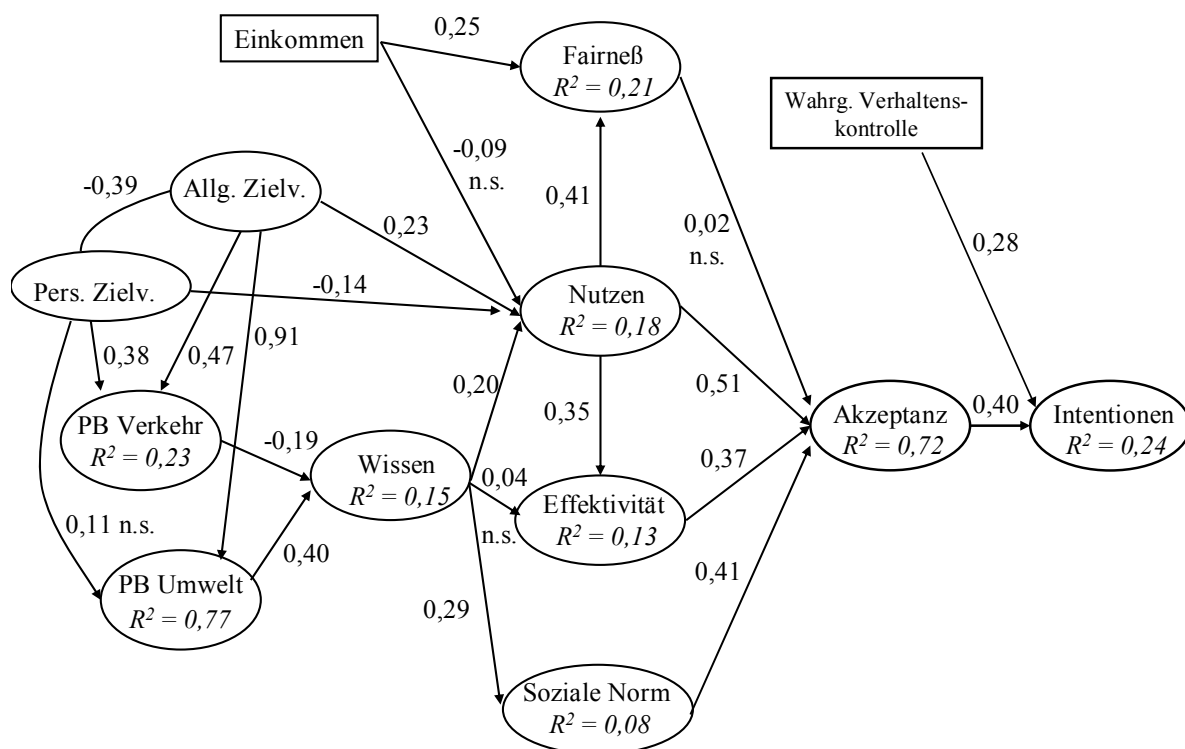 Einkommen
0,25
Fairneß
R² = 0,21
Wahrg. Verhaltens-
kontrolle
-0,09
n.s.
-0,39
Allg. Zielv.
0,23
0,41
0,02
n.s.
0,28
Pers. Zielv.
-0,14
Nutzen
R² = 0,18
0,38
0,47
0,91
0,20
0,35
0,51
PB Verkehr
R² = 0,23
-0,19
Wissen
R² = 0,15
0,04
n.s.
Effektivität
R² = 0,13
0,37
Akzeptanz
R² = 0,72
0,40
Intentionen
R² = 0,24
0,11 n.s.
0,40
PB Umwelt
R² = 0,77
0,29
0,41
Soziale Norm
R² = 0,08